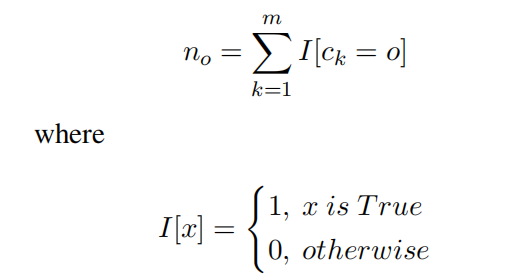 n_o = \sum_{k=1}^{m} I[c_k = o]
where
I[x] = \begin{cases} 1, & x \ is \ True \\ 0, & otherwise \end{cases}